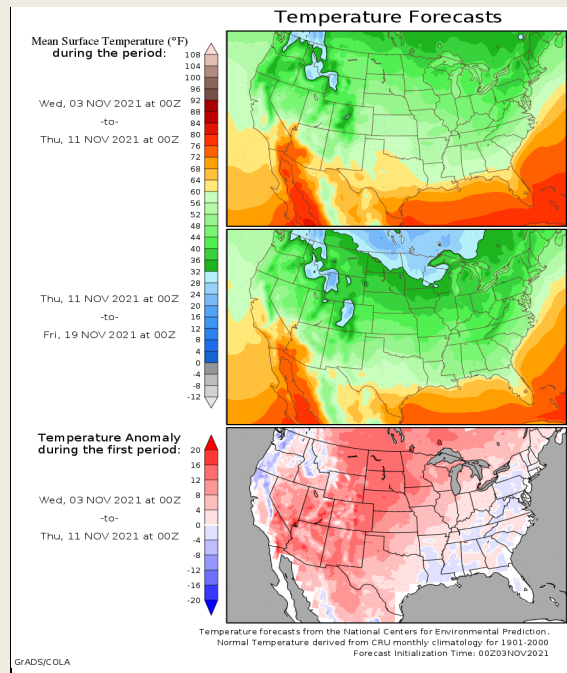 Temperature Forecasts
Mean Surface Temperature (°F)
during the period:
Wed, 03 NOV 2021 at 00Z
-to-
Thu, 11 NOV 2021 at 00Z
108
104
100
96
92
88
84
80
76
72
68
64
60
56
52
48
44
40
36
32
30
28
24
20
16
12
8
4
0
-4
-8
-12
Thu, 11 NOV 2021 at 00Z
-to-
Fri, 19 NOV 2021 at 00Z
Temperature Anomaly
during the first period:
Wed, 03 NOV 2021 at 00Z
-to-
Thu, 11 NOV 2021 at 00Z
20
16
12
8
4
0
-4
-8
-12
-16
-20
Temperature forecasts from the National Centers for Environmental Prediction.
Normal Temperature derived from CRU monthly climatology for 1901-2000
Forecast Initialization Time: 00Z03NOV2021
GrADS/COLA